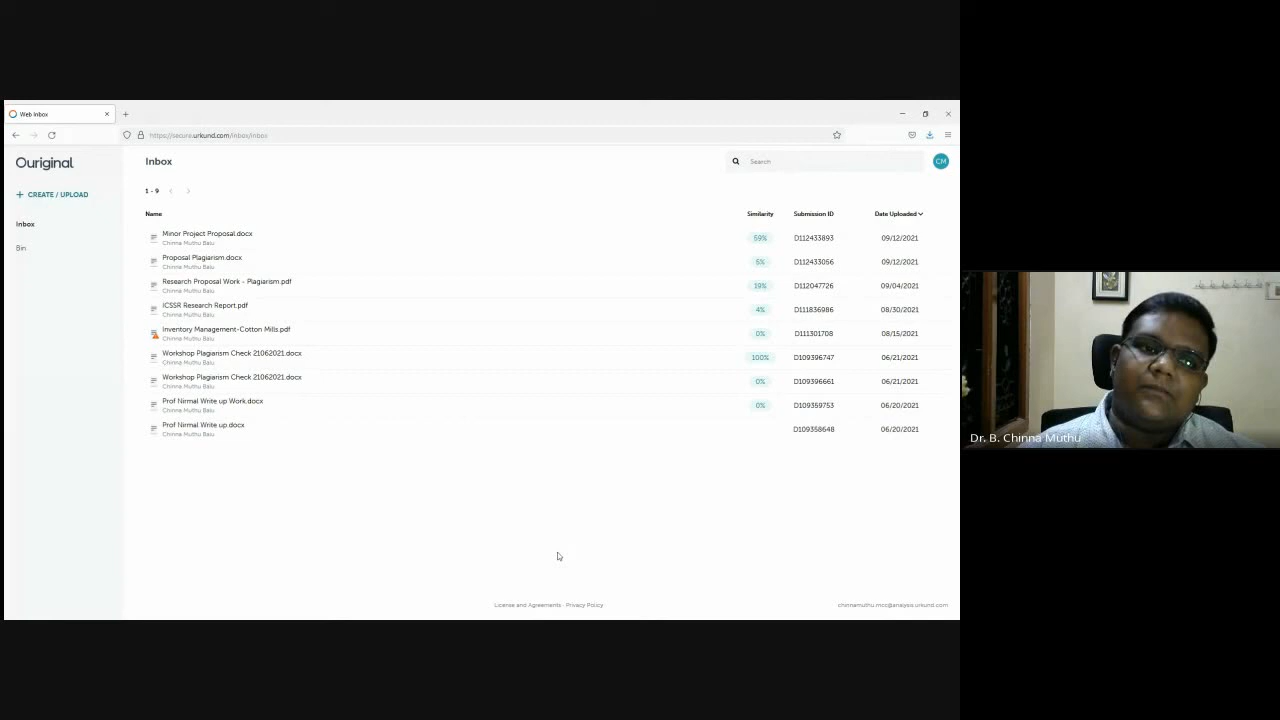 Web Inbox
https://secure.urkund.com/inbox/inbox
Ouriginal
Inbox
Search
CM
+ CREATE / UPLOAD
1 - 9
Inbox
Bin
Name Similarity Submission ID Date Uploaded
Minor Project Proposal.docx
Chinna Muthu Balu
59% D112433893 09/12/2021
Proposal Plagiarism.docx
Chinna Muthu Balu
5% D112433056 09/12/2021
Research Proposal Work - Plagiarism.pdf
Chinna Muthu Balu
19% D112047726 09/04/2021
ICSSR Research Report.pdf
Chinna Muthu Balu
4% D111836986 08/30/2021
Inventory Management-Cotton Mills.pdf
Chinna Muthu Balu
0% D111301708 08/15/2021
Workshop Plagiarism Check 21062021.docx
Chinna Muthu Balu
100% D109396747 06/21/2021
Workshop Plagiarism Check 21062021.docx
Chinna Muthu Balu
0% D109396661 06/21/2021
Prof Nirmal Write up Work.docx
Chinna Muthu Balu
0% D109359753 06/20/2021
Prof Nirmal Write up.docx
Chinna Muthu Balu
D109358648 06/20/2021
License and Agreements - Privacy Policy
chinnamuthu.mcc@analysis.urkund.com
Dr. B. Chinna Muthu